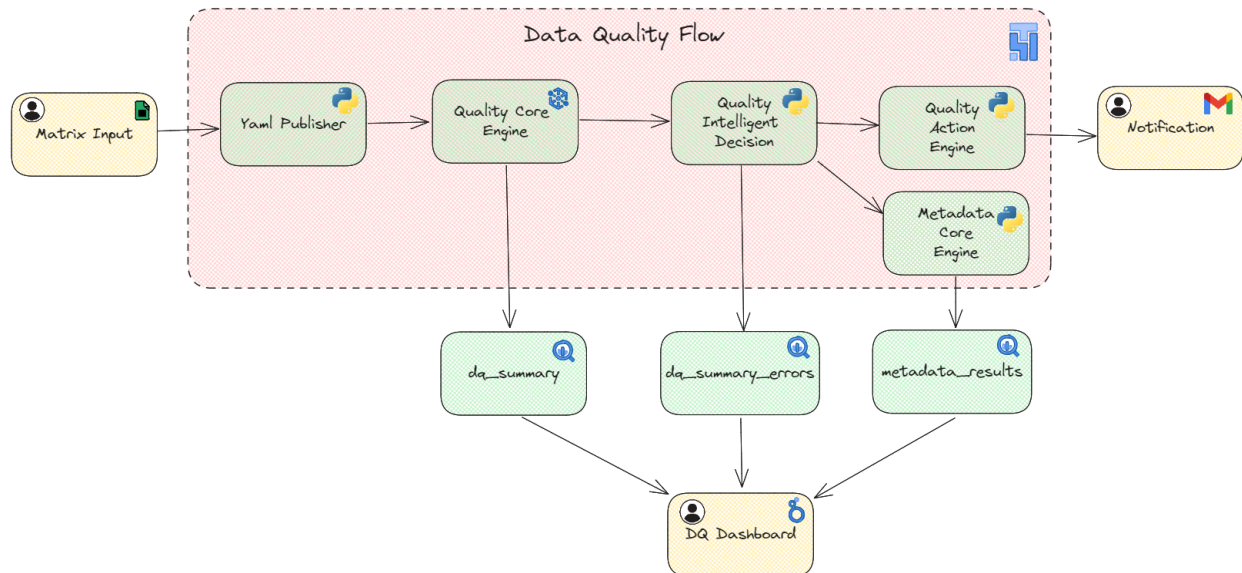 Data Quality Flow
Matrix Input
Yaml Publisher
Quality Core
Engine
Quality
Intelligent
Decision
Quality
Action
Engine
Notification
Metadata
Core
Engine
dq_summary
dq_summary_errors
metadata_results
DQ Dashboard